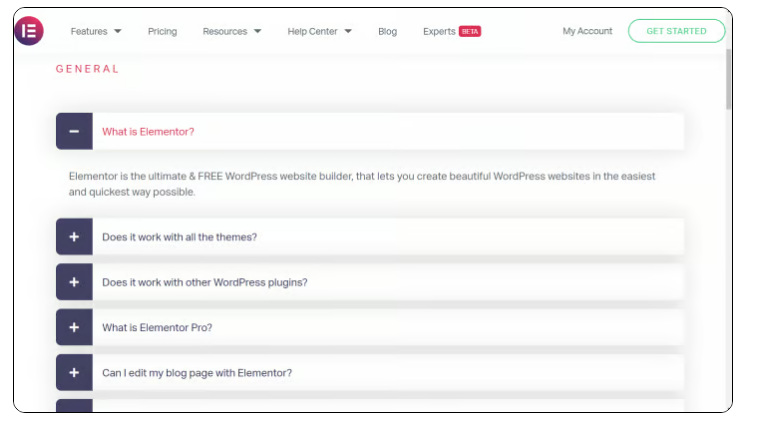 Features Pricing Resources Help Center Blog Experts BETA My Account GET STARTED
GENERAL
What is Elementor?
Elementor is the ultimate & FREE WordPress website builder, that lets you create beautiful WordPress websites in the easiest
and quickest way possible.
Does it work with all the themes?
Does it work with other WordPress plugins?
What is Elementor Pro?
Can I edit my blog page with Elementor?